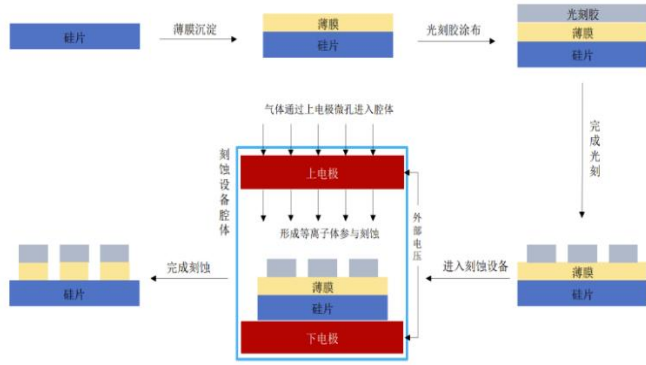 硅片
薄膜沉淀
薄膜
硅片
光刻胶涂布
光刻胶
薄膜
硅片
完成光刻
薄膜
硅片
进入刻蚀设备
气体通过上电极微孔进入腔体
刻蚀设备腔体
上电极
形成等离子体参与刻蚀
外部电压
薄膜
硅片
下电极
完成刻蚀
硅片